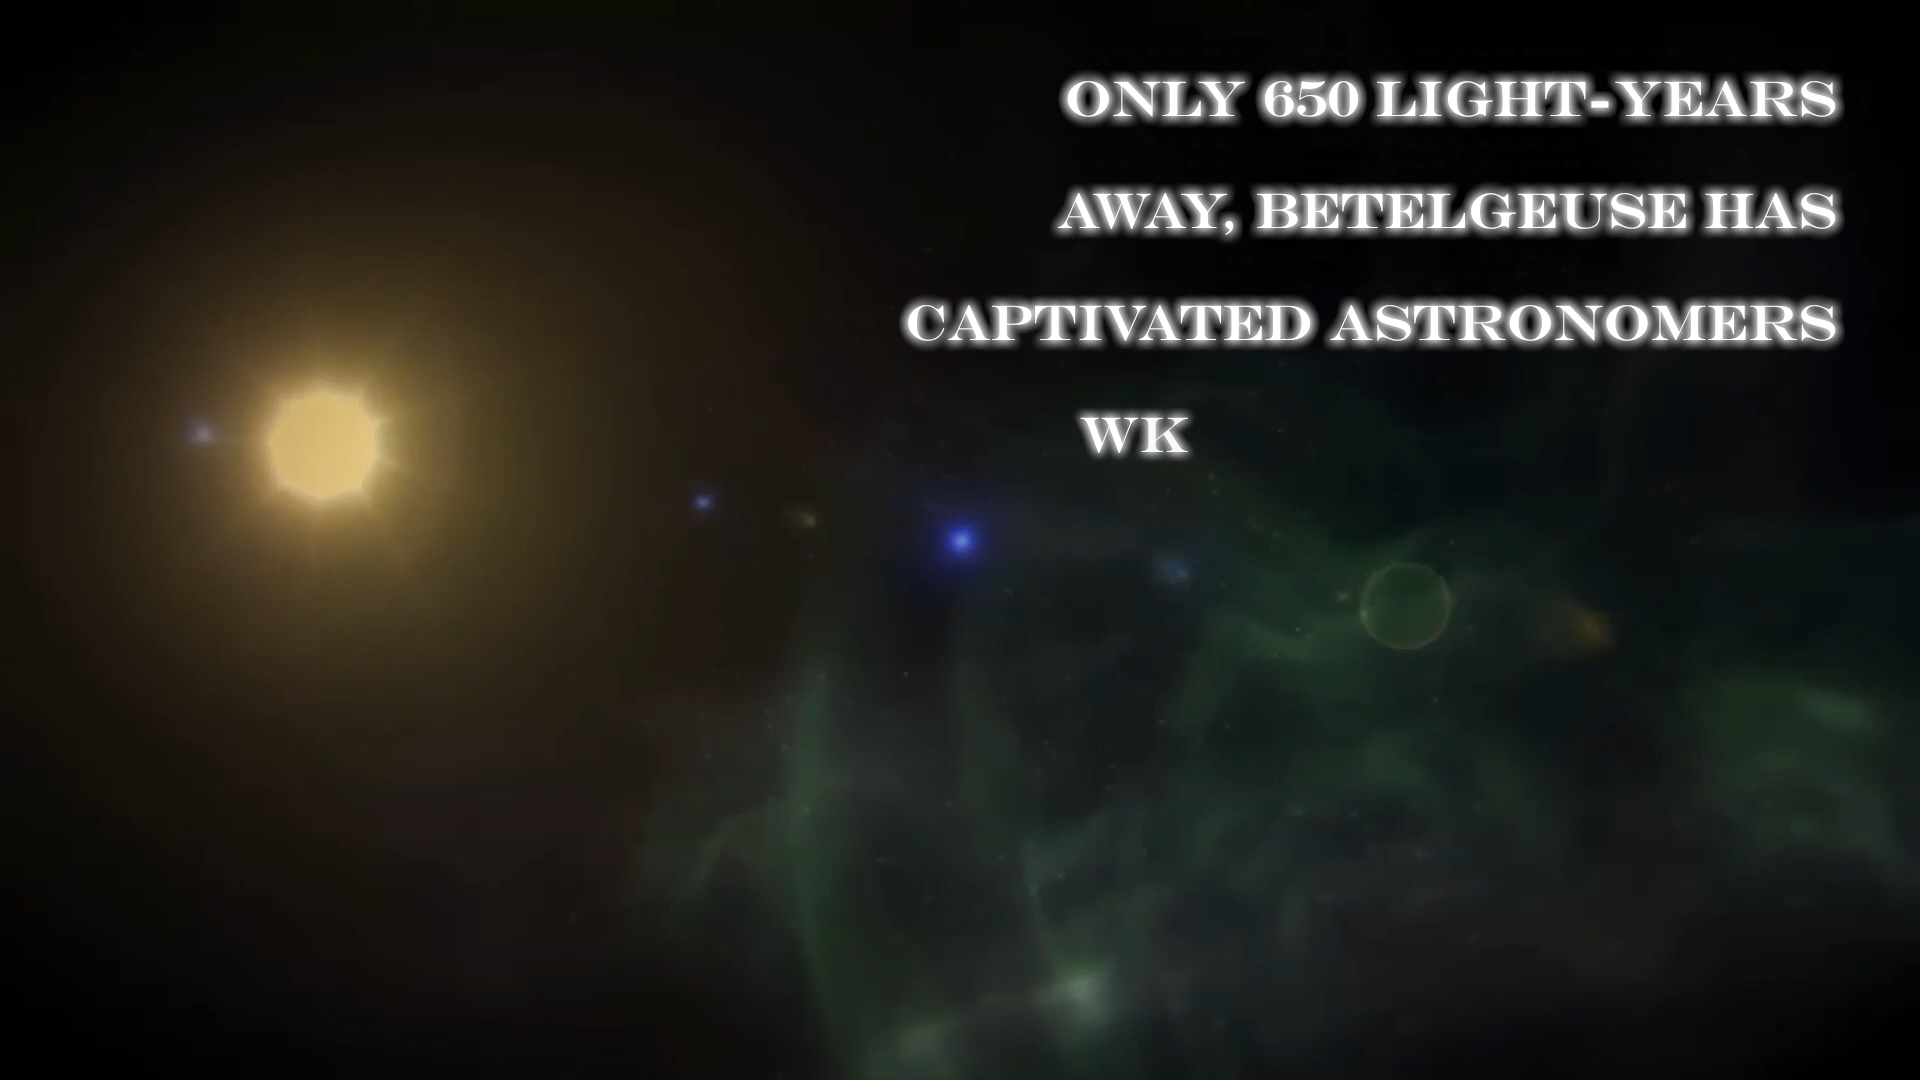 ONLY 650 LIGHT-YEARS
AWAY, BETELGEUSE HAS
CAPTIVATED ASTRONOMERS
WK